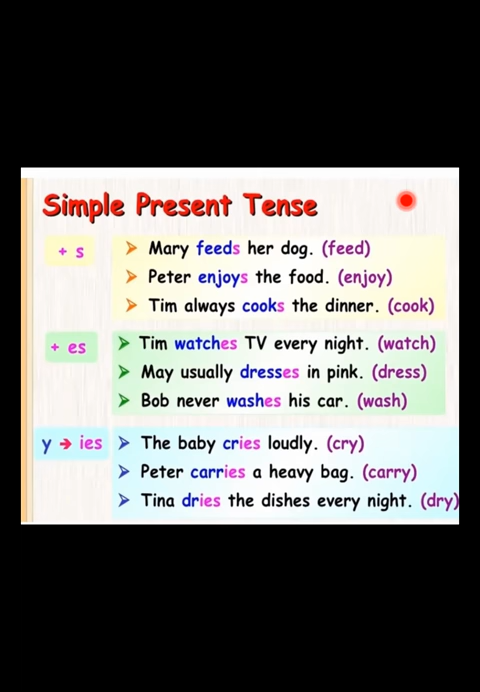 Simple Present Tense
+ s
Mary feeds her dog. (feed)
Peter enjoys the food. (enjoy)
Tim always cooks the dinner. (cook)
+ es
Tim watches TV every night. (watch)
May usually dresses in pink. (dress)
Bob never washes his car. (wash)
y → ies
The baby cries loudly. (cry)
Peter carries a heavy bag. (carry)
Tina dries the dishes every night. (dry)